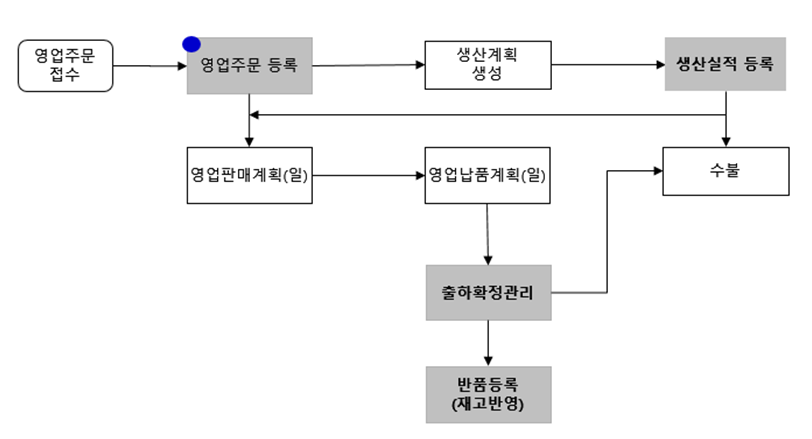 영업주문
접수
영업주문 등록
생산계획
생성
생산실적 등록
영업판매계획(일)
영업납품계획(일)
수불
출하확정관리
반품등록
(재고반영)